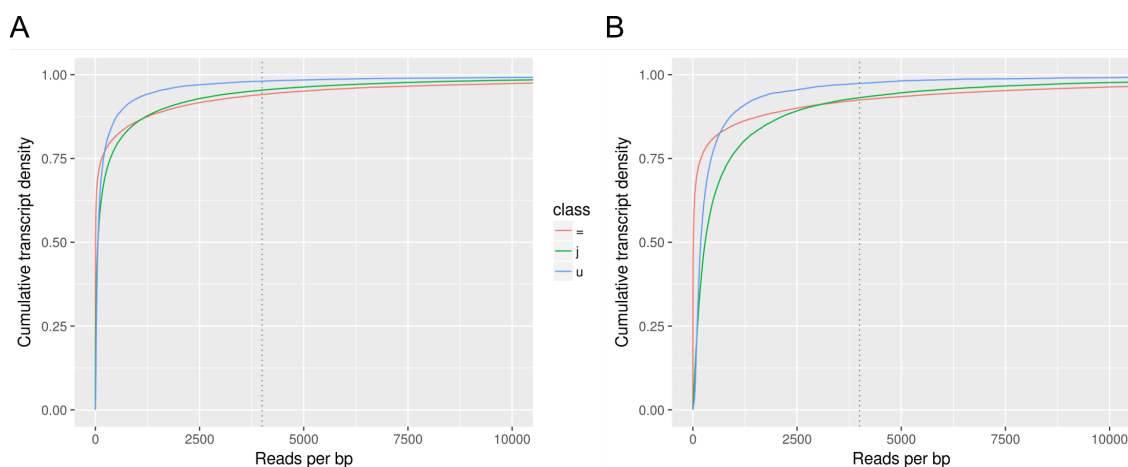 A
B
1.00
0.75
0.50
0.25
0.00
Cumulative transcript density
0
2500
5000
7500
10000
Reads per bp
class
=
j
u
1.00
0.75
0.50
0.25
0.00
Cumulative transcript density
0
2500
5000
7500
10000
Reads per bp